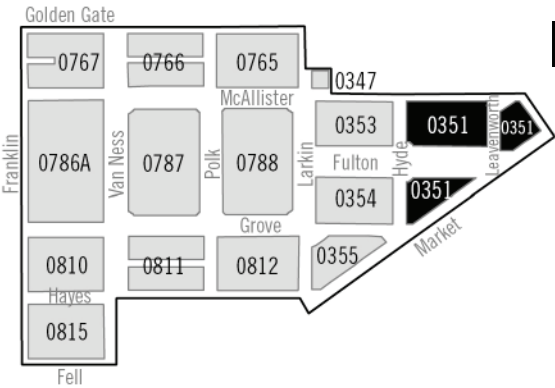 Golden Gate
0767
0766
0765
0347
McAllister
0353
0351
Leavenworth
0351
Franklin
0786A
Van Ness
0787
Polk
0788
Larkin
Fulton
Hyde
0354
0351
Market
Grove
0810
0811
0812
0355
Hayes
0815
Fell